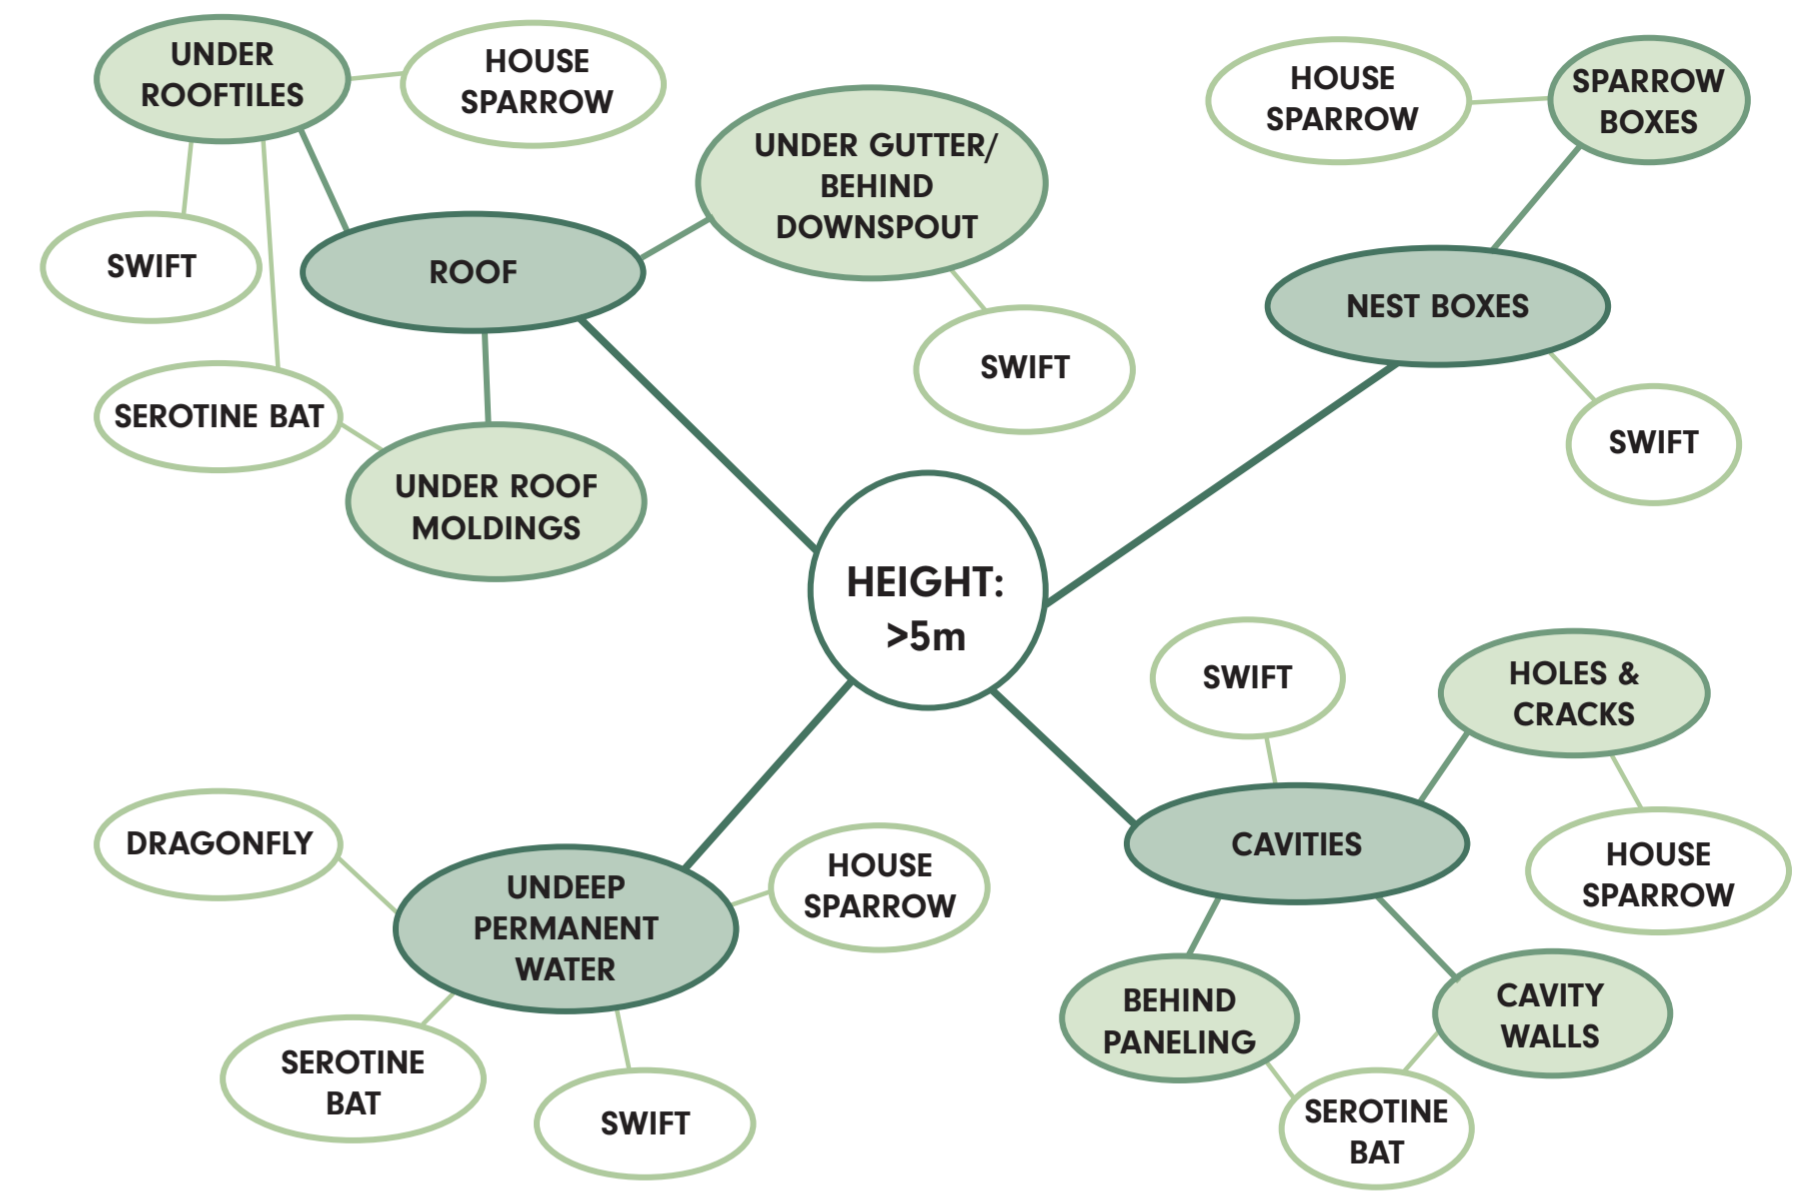 UNDER
ROOFTILES
HOUSE
SPARROW
SWIFT
ROOF
UNDER GUTTER/
BEHIND
DOWNSPOUT
SWIFT
SEROTINE BAT
UNDER ROOF
MOLDINGS
HOUSE
SPARROW
SPARROW
BOXES
NEST BOXES
SWIFT
HEIGHT:
>5m
SWIFT
HOLES &
CRACKS
CAVITIES
HOUSE
SPARROW
BEHIND
PANELING
CAVITY
WALLS
SEROTINE
BAT
DRAGONFLY
UNDEEP
PERMANENT
WATER
HOUSE
SPARROW
SEROTINE
BAT
SWIFT